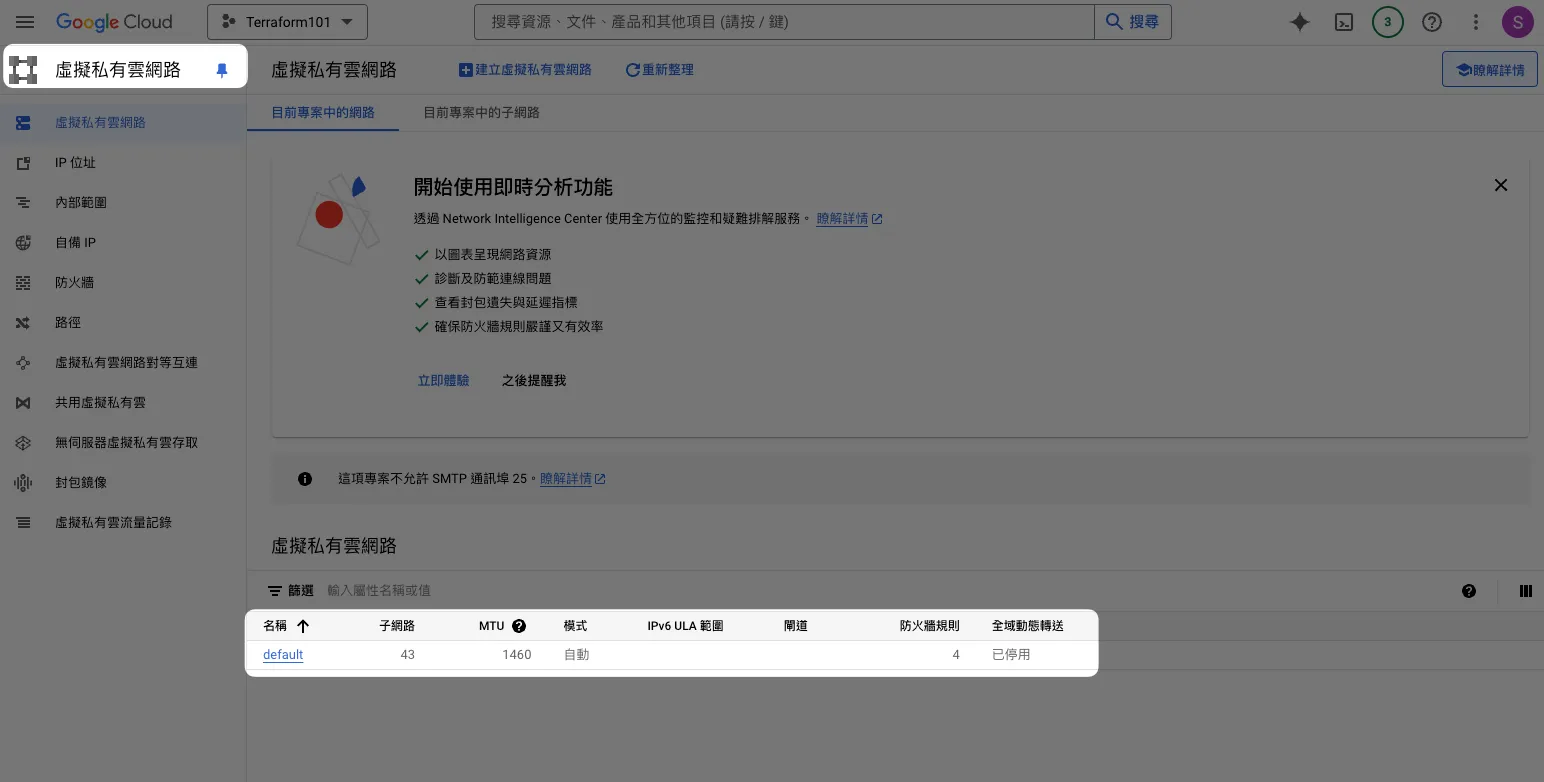 Google Cloud
Terraform101
搜尋資源、文件、產品和其他項目 (請按 / 鍵)
搜尋
3
S
虛擬私有雲網路
虛擬私有雲網路
建立虛擬私有雲網路
重新整理
瞭解詳情
目前專案中的網路
目前專案中的子網路
虛擬私有雲網路
IP 位址
內部範圍
自備 IP
防火牆
路徑
虛擬私有雲網路對等互連
共用虛擬私有雲
無伺服器虛擬私有雲存取
封包鏡像
虛擬私有雲流量記錄
開始使用即時分析功能
透過 Network Intelligence Center 使用全方位的監控和疑難排解服務。 瞭解詳情
以圖表呈現網路資源
診斷及防範連線問題
查看封包遺失與延遲指標
確保防火牆規則嚴謹又有效率
立即體驗 之後提醒我
這項專案不允許 SMTP 通訊埠 25。瞭解詳情
虛擬私有雲網路
篩選 輸入屬性名稱或值
名稱 子網路 MTU 模式 IPv6 ULA 範圍 閘道 防火牆規則 全域動態轉送
default 43 1460 自動 4 已停用